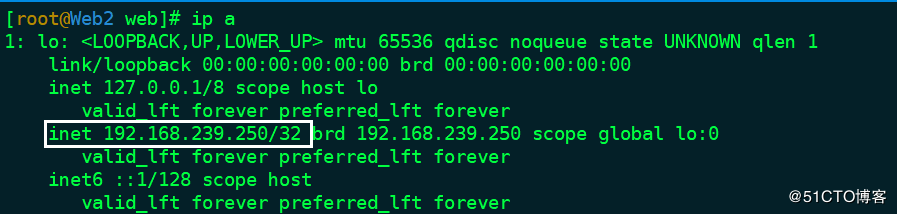 [root@Web2 web]# ip a
1: lo: <LOOPBACK,UP,LOWER_UP> mtu 65536 qdisc noqueue state UNKNOWN qlen 1
    link/loopback 00:00:00:00:00:00 brd 00:00:00:00:00:00
    inet 127.0.0.1/8 scope host lo
       valid_lft forever preferred_lft forever
    inet 192.168.239.250/32 brd 192.168.239.250 scope global lo:0
       valid_lft forever preferred_lft forever
    inet6 ::1/128 scope host
       valid_lft forever preferred_lft forever
@51CTO博客